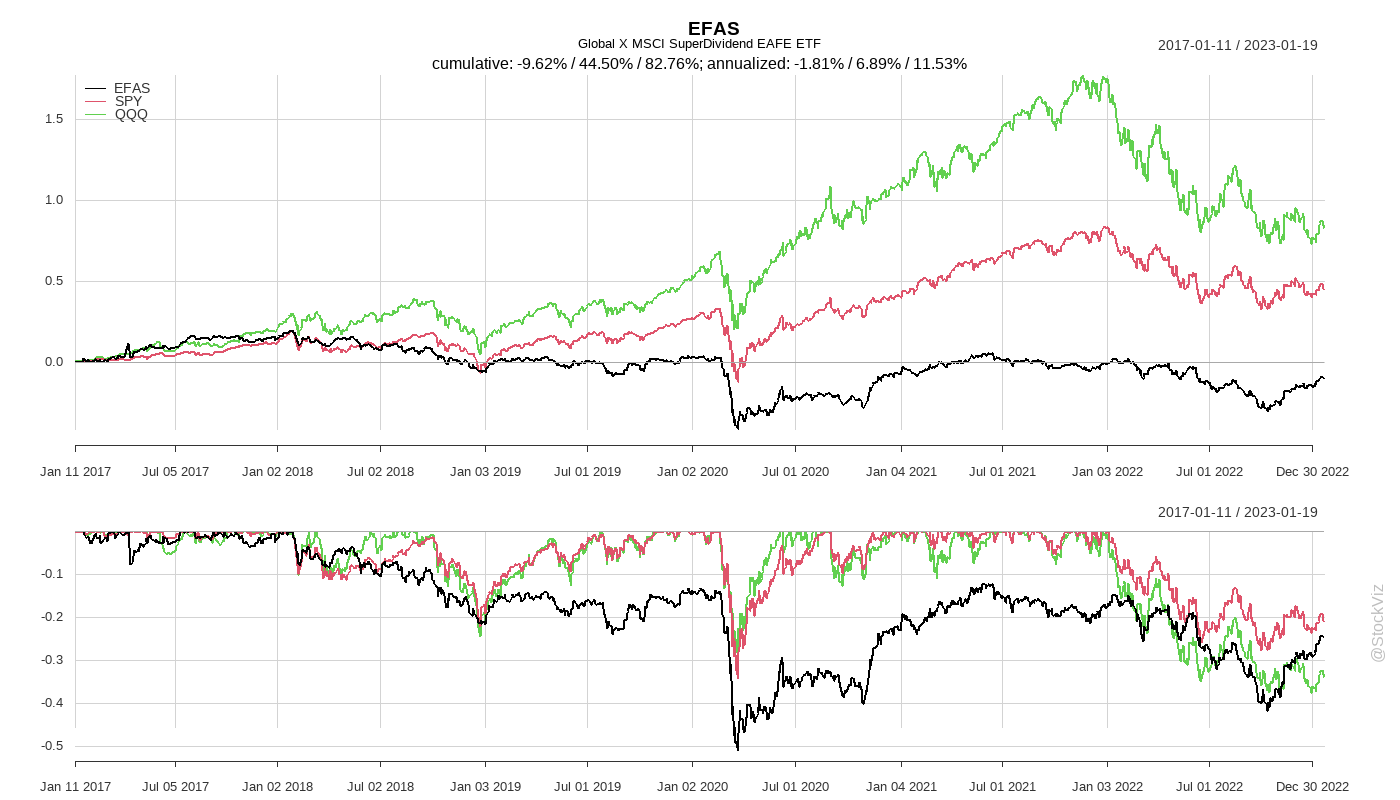 EFAS
Global X MSCI SuperDividend EAFE ETF
2017-01-11 / 2023-01-19
cumulative: -9.62% / 44.50% / 82.76%; annualized: -1.81% / 6.89% / 11.53%
EFAS
SPY
QQQ
1.5
1.0
0.5
0.0
Jan 11 2017 Jul 05 2017 Jan 02 2018 Jul 02 2018 Jan 03 2019 Jul 01 2019 Jan 02 2020 Jul 01 2020 Jan 04 2021 Jul 01 2021 Jan 03 2022 Jul 01 2022 Dec 30 2022
2017-01-11 / 2023-01-19
-0.1
-0.2
-0.3
-0.4
-0.5
Jan 11 2017 Jul 05 2017 Jan 02 2018 Jul 02 2018 Jan 03 2019 Jul 01 2019 Jan 02 2020 Jul 01 2020 Jan 04 2021 Jul 01 2021 Jan 03 2022 Jul 01 2022 Dec 30 2022
@StockViz